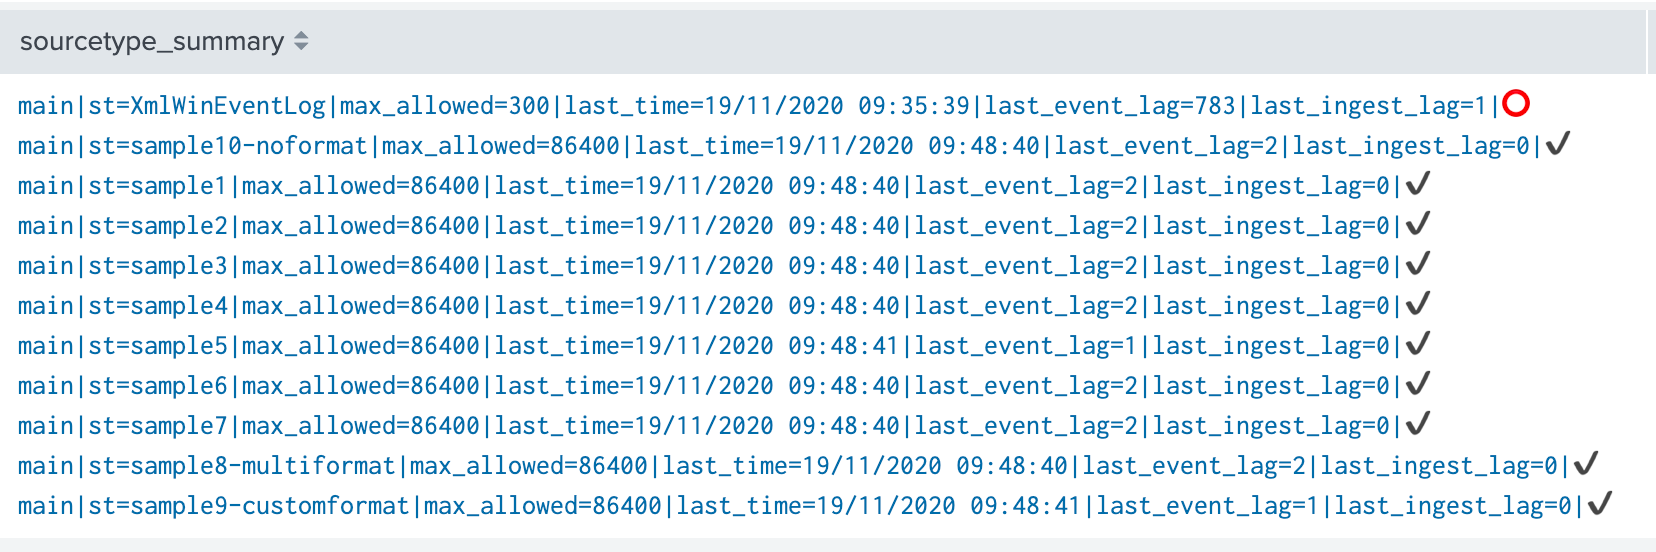 sourcetype_summary
main|st=XmlWinEventLog|max_allowed=300|last_time=19/11/2020 09:35:39|last_event_lag=783|last_ingest_lag=1|⭕
main|st=sample10-noformat|max_allowed=86400|last_time=19/11/2020 09:48:40|last_event_lag=2|last_ingest_lag=0|✔
main|st=sample1|max_allowed=86400|last_time=19/11/2020 09:48:40|last_event_lag=2|last_ingest_lag=0|✔
main|st=sample2|max_allowed=86400|last_time=19/11/2020 09:48:40|last_event_lag=2|last_ingest_lag=0|✔
main|st=sample3|max_allowed=86400|last_time=19/11/2020 09:48:40|last_event_lag=2|last_ingest_lag=0|✔
main|st=sample4|max_allowed=86400|last_time=19/11/2020 09:48:40|last_event_lag=2|last_ingest_lag=0|✔
main|st=sample5|max_allowed=86400|last_time=19/11/2020 09:48:41|last_event_lag=1|last_ingest_lag=0|✔
main|st=sample6|max_allowed=86400|last_time=19/11/2020 09:48:40|last_event_lag=2|last_ingest_lag=0|✔
main|st=sample7|max_allowed=86400|last_time=19/11/2020 09:48:40|last_event_lag=2|last_ingest_lag=0|✔
main|st=sample8-multiformat|max_allowed=86400|last_time=19/11/2020 09:48:40|last_event_lag=2|last_ingest_lag=0|✔
main|st=sample9-customformat|max_allowed=86400|last_time=19/11/2020 09:48:41|last_event_lag=1|last_ingest_lag=0|✔